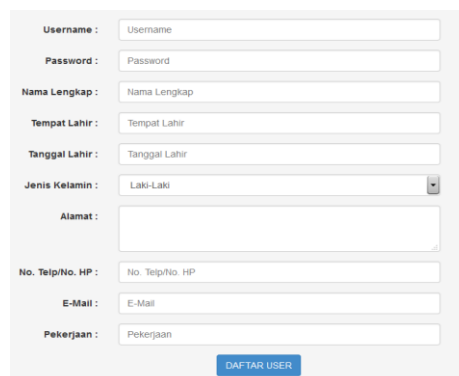 Username : Username
Password : Password
Nama Lengkap : Nama Lengkap
Tempat Lahir : Tempat Lahir
Tanggal Lahir : Tanggal Lahir
Jenis Kelamin : Laki-Laki
Alamat :
No. Telp/No. HP : No. Telp/No. HP
E-Mail : E-Mail
Pekerjaan : Pekerjaan
DAFTAR USER